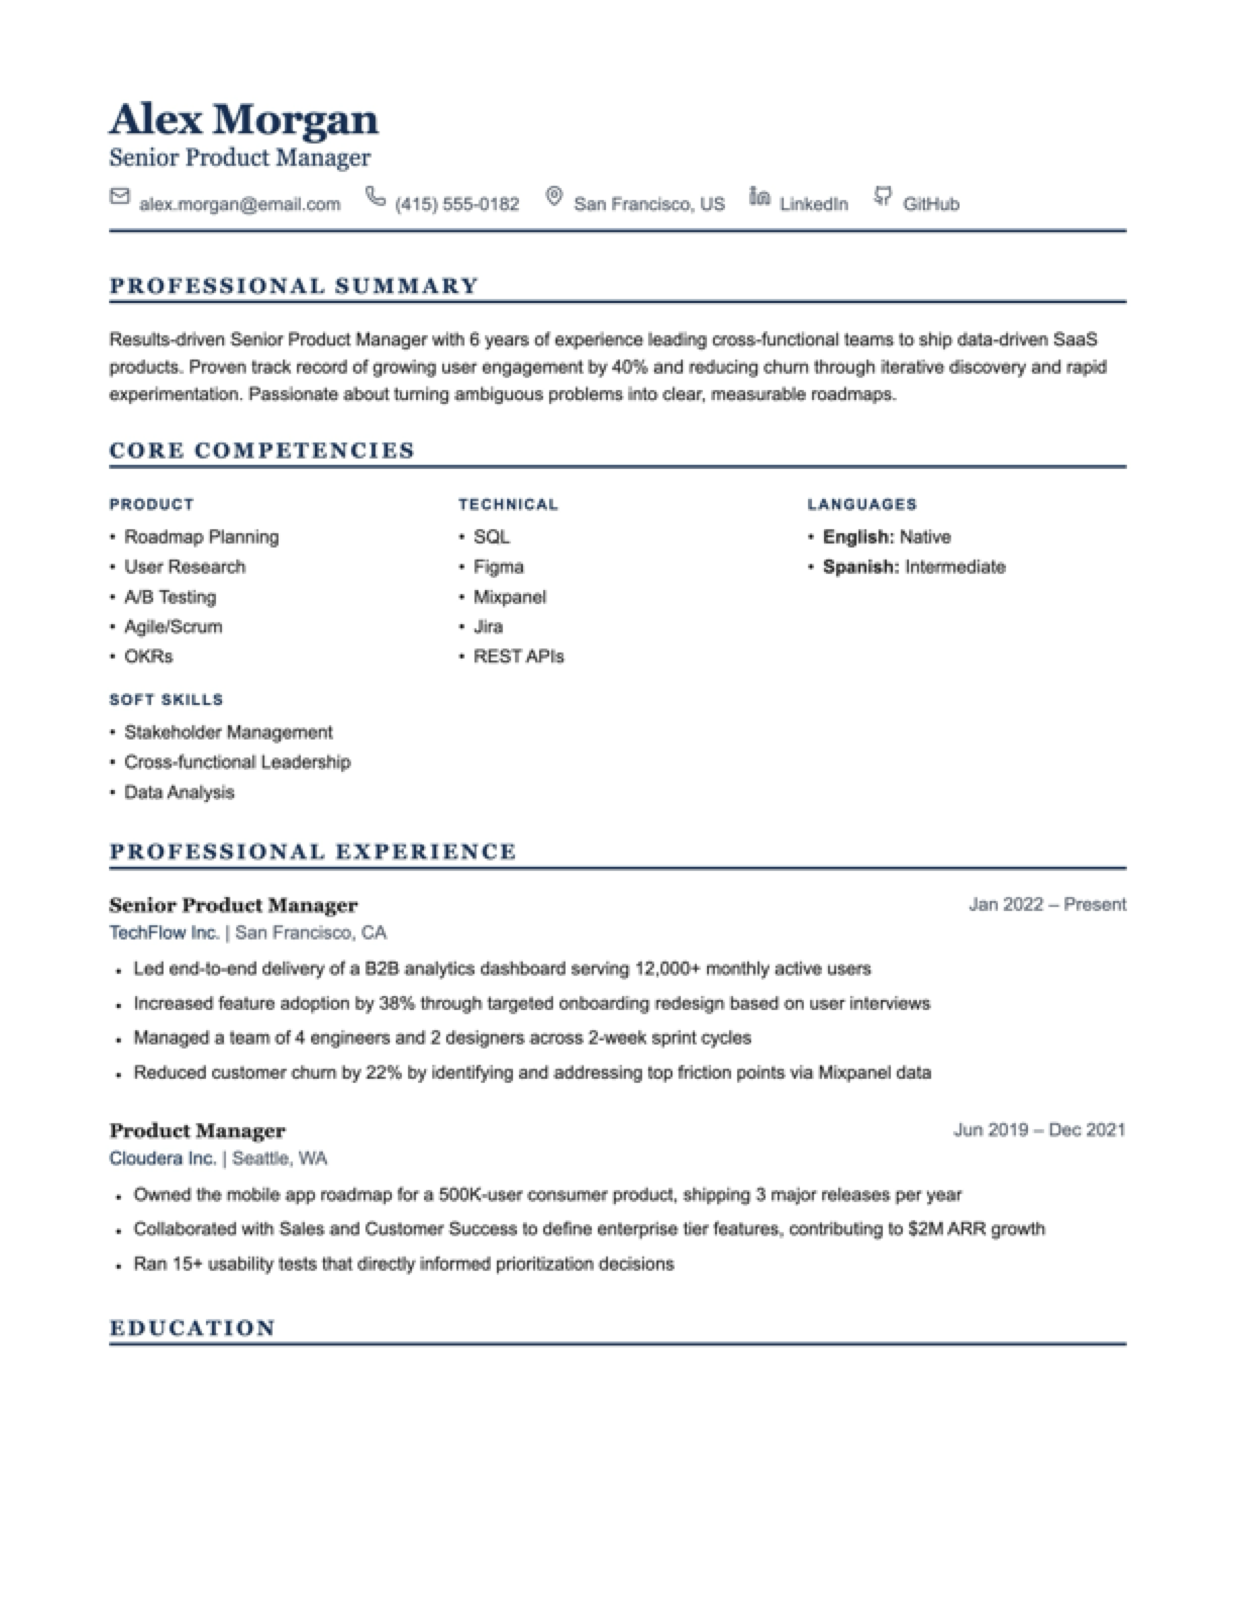 Alex Morgan
Senior Product Manager
alex.morgan@email.com (415) 555-0182 San Francisco, US LinkedIn GitHub
PROFESSIONAL SUMMARY
Results-driven Senior Product Manager with 6 years of experience leading cross-functional teams to ship data-driven SaaS
products. Proven track record of growing user engagement by 40% and reducing churn through iterative discovery and rapid
experimentation. Passionate about turning ambiguous problems into clear, measurable roadmaps.
CORE COMPETENCIES
PRODUCT
• Roadmap Planning
• User Research
• A/B Testing
• Agile/Scrum
• OKRs
TECHNICAL
• SQL
• Figma
• Mixpanel
• Jira
• REST APIs
LANGUAGES
• English: Native
• Spanish: Intermediate
SOFT SKILLS
• Stakeholder Management
• Cross-functional Leadership
• Data Analysis
PROFESSIONAL EXPERIENCE
Senior Product Manager Jan 2022 – Present
TechFlow Inc. | San Francisco, CA
• Led end-to-end delivery of a B2B analytics dashboard serving 12,000+ monthly active users
• Increased feature adoption by 38% through targeted onboarding redesign based on user interviews
• Managed a team of 4 engineers and 2 designers across 2-week sprint cycles
• Reduced customer churn by 22% by identifying and addressing top friction points via Mixpanel data
Product Manager Jun 2019 – Dec 2021
Cloudera Inc. | Seattle, WA
• Owned the mobile app roadmap for a 500K-user consumer product, shipping 3 major releases per year
• Collaborated with Sales and Customer Success to define enterprise tier features, contributing to $2M ARR growth
• Ran 15+ usability tests that directly informed prioritization decisions
EDUCATION